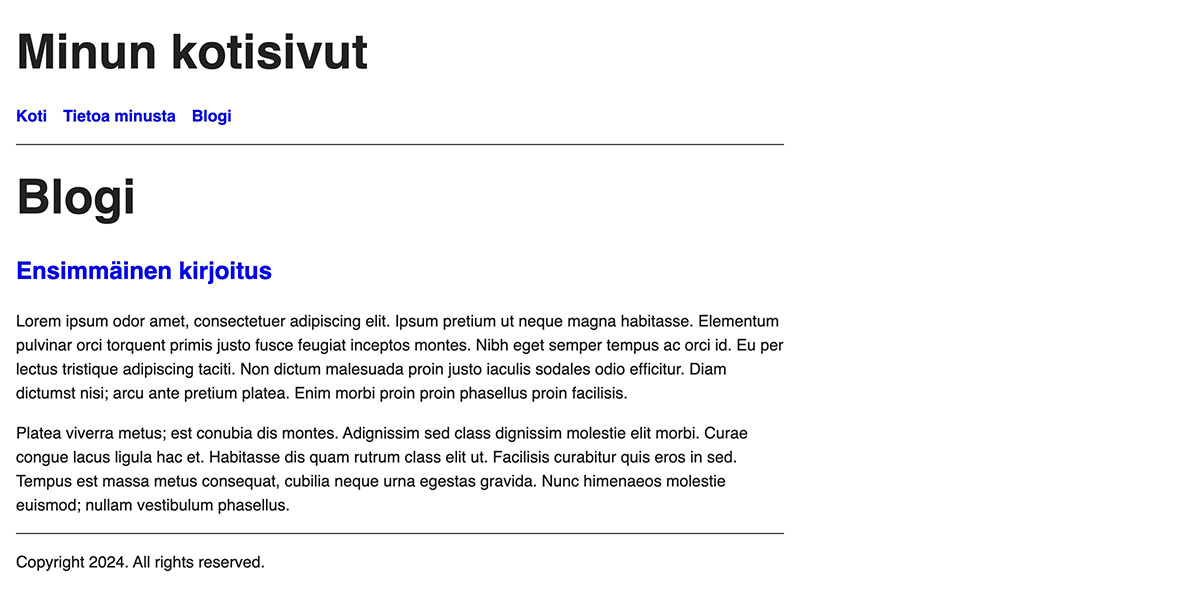 Minun kotisivut
Koti Tietoa minusta Blogi
Blogi
Ensimmäinen kirjoitus
Lorem ipsum odor amet, consectetuer adipiscing elit. Ipsum pretium ut neque magna habitasse. Elementum
pulvinar orci torquent primis justo fusce feugiat inceptos montes. Nibh eget semper tempus ac orci id. Eu per
lectus tristique adipiscing taciti. Non dictum malesuada proin justo iaculis sodales odio efficitur. Diam
dictumst nisi; arcu ante pretium platea. Enim morbi proin proin phasellus proin facilisis.
Platea viverra metus; est conubia dis montes. Adignissim sed class dignissim molestie elit morbi. Curae
congue lacus ligula hac et. Habitasse dis quam rutrum class elit ut. Facilisis curabitur quis eros in sed.
Tempus est massa metus consequat, cubilia neque urna egestas gravida. Nunc himenaeos molestie
euismod; nullam vestibulum phasellus.
Copyright 2024. All rights reserved.